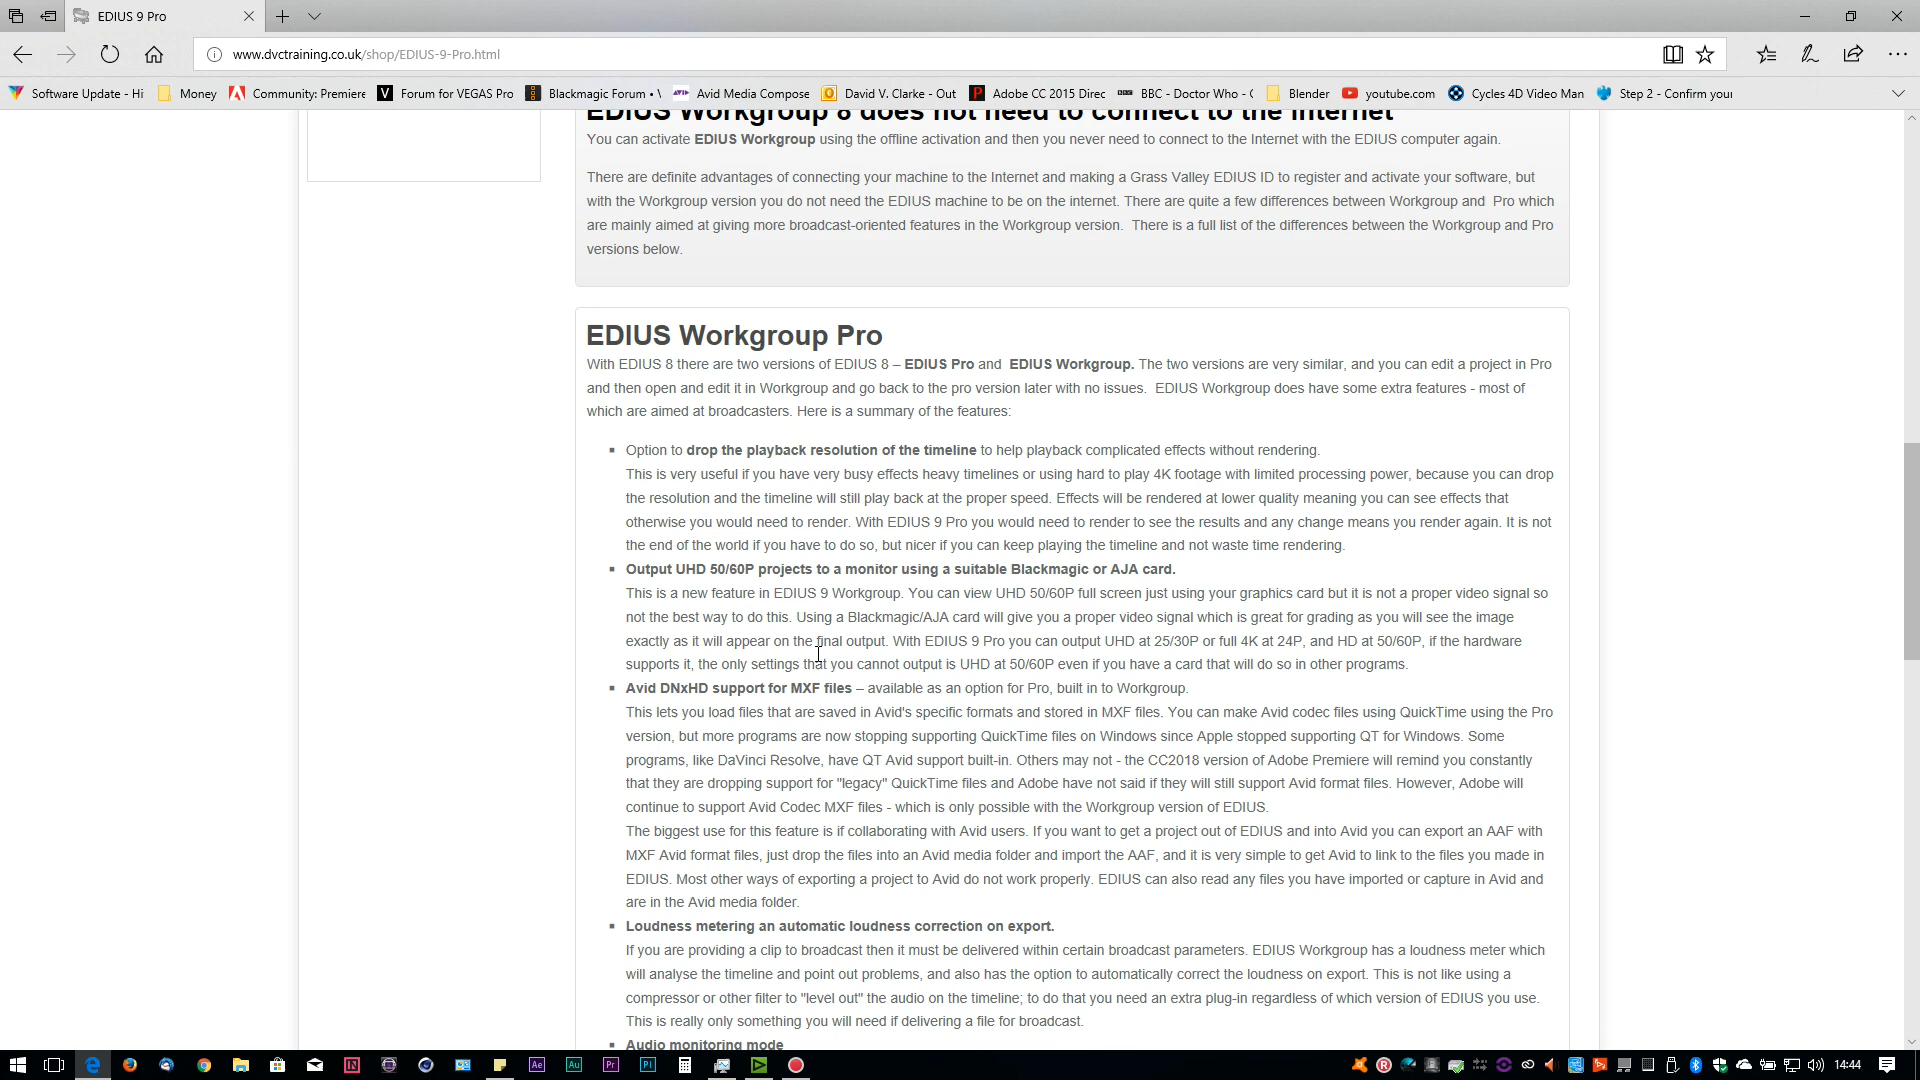 EDIUS 9 Pro
www.dvctraining.co.uk/shop/EDIUS-9-Pro.html
Software Update - Hi Money Community: Premiere Forum for VEGAS Pro Blackmagic Forum • \ Avid Media Compose David V. Clarke - Out Adobe CC 2015 Direc BBC - Doctor Who - ( Blender youtube.com Cycles 4D Video Man Step 2 - Confirm your
EDIUS Workgroup 8 does not need to connect to the Internet
You can activate EDIUS Workgroup using the offline activation and then you never need to connect to the Internet with the EDIUS computer again.
There are definite advantages of connecting your machine to the Internet and making a Grass Valley EDIUS ID to register and activate your software, but
with the Workgroup version you do not need the EDIUS machine to be on the internet. There are quite a few differences between Workgroup and Pro which
are mainly aimed at giving more broadcast-oriented features in the Workgroup version. There is a full list of the differences between the Workgroup and Pro
versions below.
EDIUS Workgroup Pro
With EDIUS 8 there are two versions of EDIUS 8 – EDIUS Pro and EDIUS Workgroup. The two versions are very similar, and you can edit a project in Pro
and then open and edit it in Workgroup and go back to the pro version later with no issues. EDIUS Workgroup does have some extra features - most of
which are aimed at broadcasters. Here is a summary of the features:
▪ Option to drop the playback resolution of the timeline to help playback complicated effects without rendering.
This is very useful if you have very busy effects heavy timelines or using hard to play 4K footage with limited processing power, because you can drop
the resolution and the timeline will still play back at the proper speed. Effects will be rendered at lower quality meaning you can see effects that
otherwise you would need to render. With EDIUS 9 Pro you would need to render to see the results and any change means you render again. It is not
the end of the world if you have to do so, but nicer if you can keep playing the timeline and not waste time rendering.
▪ Output UHD 50/60P projects to a monitor using a suitable Blackmagic or AJA card.
This is a new feature in EDIUS 9 Workgroup. You can view UHD 50/60P full screen just using your graphics card but it is not a proper video signal so
not the best way to do this. Using a Blackmagic/AJA card will give you a proper video signal which is great for grading as you will see the image
exactly as it will appear on the final output. With EDIUS 9 Pro you can output UHD at 25/30P or full 4K at 24P, and HD at 50/60P, if the hardware
supports it, the only settings that you cannot output is UHD at 50/60P even if you have a card that will do so in other programs.
▪ Avid DNxHD support for MXF files – available as an option for Pro, built in to Workgroup.
This lets you load files that are saved in Avid's specific formats and stored in MXF files. You can make Avid codec files using QuickTime using the Pro
version, but more programs are now stopping supporting QuickTime files on Windows since Apple stopped supporting QT for Windows. Some
programs, like DaVinci Resolve, have QT Avid support built-in. Others may not - the CC2018 version of Adobe Premiere will remind you constantly
that they are dropping support for "legacy" QuickTime files and Adobe have not said if they will still support Avid format files. However, Adobe will
continue to support Avid Codec MXF files - which is only possible with the Workgroup version of EDIUS.
The biggest use for this feature is if collaborating with Avid users. If you want to get a project out of EDIUS and into Avid you can export an AAF with
MXF Avid format files, just drop the files into an Avid media folder and import the AAF, and it is very simple to get Avid to link to the files you made in
EDIUS. Most other ways of exporting a project to Avid do not work properly. EDIUS can also read any files you have imported or capture in Avid and
are in the Avid media folder.
▪ Loudness metering an automatic loudness correction on export.
If you are providing a clip to broadcast then it must be delivered within certain broadcast parameters. EDIUS Workgroup has a loudness meter which
will analyse the timeline and point out problems, and also has the option to automatically correct the loudness on export. This is not like using a
compressor or other filter to "level out" the audio on the timeline; to do that you need an extra plug-in regardless of which version of EDIUS you use.
This is really only something you will need if delivering a file for broadcast.
▪ Audio monitoring mode
14:44